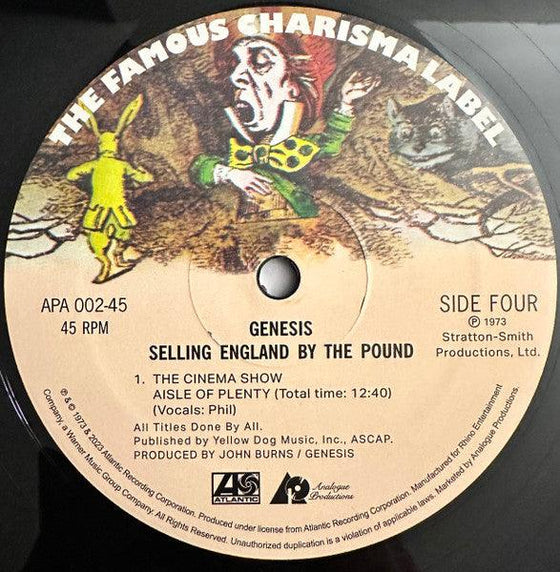 THE FAMOUS CHARISMA LABEL
APA 002-45
45 RPM
SIDE FOUR
℗ 1973
Stratton-Smith
Productions, Ltd.
GENESIS
SELLING ENGLAND BY THE POUND
1. THE CINEMA SHOW
AISLE OF PLENTY (Total time: 12:40)
(Vocals: Phil)
All Titles Done By All.
Published by Yellow Dog Music, Inc., ASCAP.
PRODUCED BY JOHN BURNS / GENESIS
ATLANTIC
AP
Analogue
Productions
℗ & © 1973 & 2023 Atlantic Recording Corporation. Produced under license from Atlantic Recording Corporation. Manufactured for Rhino Entertainment
Company, a Warner Music Group Company. All Rights Reserved. Unauthorized duplication is a violation of applicable laws. Marketed by Analogue Productions.